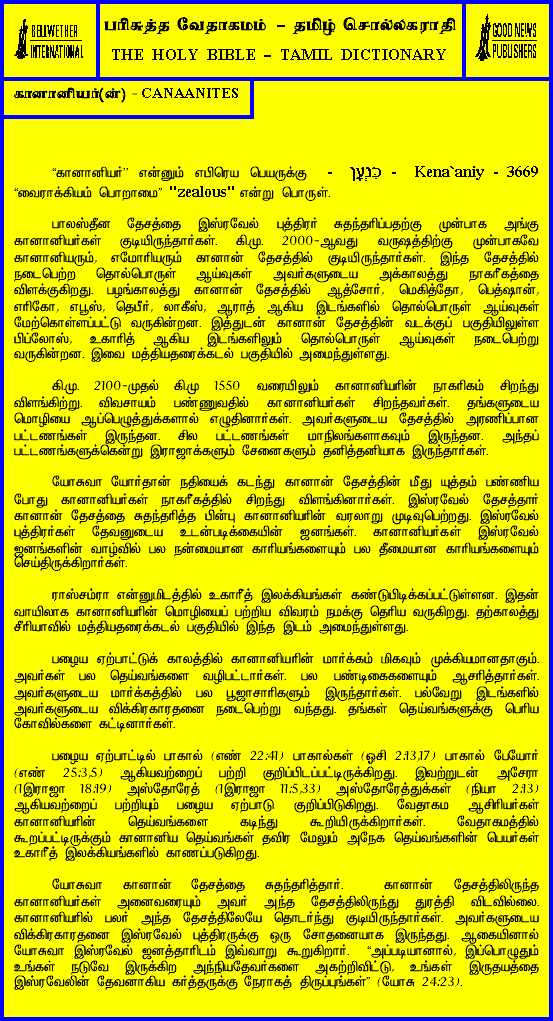 BELLWETHER
INTERNATIONAL
பரிசுத்த வேதாகமம் – தமிழ் சொல்லகராதி
THE HOLY BIBLE – TAMIL DICTIONARY
GOOD NEWS
PUBLISHERS
கானானியர்(ன்) - CANAANITES
“கானானியர்” என்னும் எபிரெய பெயருக்கு - כְּנַעַן - Kena`aniy - 3669
“வைராக்கியம் பொறாமை” "zealous" என்று பொருள்.
பாலஸ்தீன தேசத்தை இஸ்ரவேல் புத்திரர் சுதந்தரிப்பதற்கு முன்பாக அங்கு
கானானியர்கள் குடியிருந்தார்கள். கி.மு. 2000-ஆவது வருஷத்திற்கு முன்பாகவே
கானானியரும், எமோரியரும் கானான் தேசத்தில் குடியிருந்தார்கள். இந்த தேசத்தில்
நடைபெற்ற தொல்பொருள் ஆய்வுகள் அவர்களுடைய அக்காலத்து நாகரீகத்தை
விளக்குகிறது. பழங்காலத்து கானான் தேசத்தில் ஆத்சோர், மெகித்தோ, பெத்ஷான்,
எரிகோ, எபூஸ், தெபீர், லாகீஸ், ஆராத் ஆகிய இடங்களில் தொல்பொருள் ஆய்வுகள்
மேற்கொள்ளப்பட்டு வருகின்றன. இத்துடன் கானான் தேசத்தின் வடக்குப் பகுதியிலுள்ள
பிப்லோஸ், உகாரித் ஆகிய இடங்களிலும் தொல்பொருள் ஆய்வுகள் நடைபெற்று
வருகின்றன. இவை மத்தியதரைக்கடல் பகுதியில் அமைந்துள்ளது.
கி.மு. 2100-முதல் கி.மு 1550 வரையிலும் கானானியரின் நாகரிகம் சிறந்து
விளங்கிற்று. விவசாயம் பண்ணுவதில் கானானியர்கள் சிறந்தவர்கள். தங்களுடைய
மொழியை ஆப்பெழுத்துக்களால் எழுதினார்கள். அவர்களுடைய தேசத்தில் அரணிப்பான
பட்டணங்கள் இருந்தன. சில பட்டணங்கள் மாநிலங்களாகவும் இருந்தன. அந்தப்
பட்டணங்களுக்கென்று இராஜாக்களும் சேனைகளும் தனித்தனியாக இருந்தார்கள்.
யோசுவா யோர்தான் நதியைக் கடந்து கானான் தேசத்தின் மீது யுத்தம் பண்ணிய
போது கானானியர்கள் நாகரீகத்தில் சிறந்து விளங்கினார்கள். இஸ்ரவேல் தேசத்தார்
கானான் தேசத்தை சுதந்தரித்த பின்பு கானானியரின் வரலாறு முடிவுபெற்றது. இஸ்ரவேல்
புத்திரர்கள் தேவனுடைய உடன்படிக்கையின் ஜனங்கள். கானானியர்கள் இஸ்ரவேல்
ஜனங்களின் வாழ்வில் பல நன்மையான காரியங்களையும் பல தீமையான காரியங்களையும்
செய்திருக்கிறார்கள்.
ராஸ்சம்ரா என்னுமிடத்தில் உகாரீத் இலக்கியங்கள் கண்டுபிடிக்கப்பட்டுள்ளன. இதன்
வாயிலாக கானானியரின் மொழியைப் பற்றிய விவரம் நமக்கு தெரிய வருகிறது. தற்காலத்து
சீரியாவில் மத்தியதரைக்கடல் பகுதியில் இந்த இடம் அமைந்துள்ளது.
பழைய ஏற்பாட்டுக் காலத்தில் கானானியரின் மார்க்கம் மிகவும் முக்கியமானதாகும்.
அவர்கள் பல தெய்வங்களை வழிபட்டார்கள். பல பண்டிகைகளையும் ஆசரித்தார்கள்.
அவர்களுடைய மார்க்கத்தில் பல பூஜாசாரிகளும் இருந்தார்கள். பல்வேறு இடங்களில்
அவர்களுடைய விக்கிரகாரதனை நடைபெற்று வந்தது. தங்கள் தெய்வங்களுக்கு பெரிய
கோவில்களை கட்டினார்கள்.
பழைய ஏற்பாட்டில் பாகால் (எண் 22:41) பாகால்கள் (ஓசி 2:13,17) பாகால் பேயோர்
(எண் 25:3,5) ஆகியவற்றைப் பற்றி குறிப்பிடப்பட்டிருக்கிறது. இவற்றுடன் அசேரா
(1இராஜா 18:19) அஸ்தோரேத் (1இராஜா 11:5,33) அஸ்தோரேத்துக்கள் (நியா 2:13)
ஆகியவற்றைப் பற்றியும் பழைய ஏற்பாடு குறிப்பிடுகிறது. வேதாகம ஆசிரியர்கள்
கானானியரின் தெய்வங்களை கடிந்து கூறியிருக்கிறார்கள். வேதாகமத்தில்
கூறப்பட்டிருக்கும் கானானிய தெய்வங்கள் தவிர மேலும் அநேக தெய்வங்களின் பெயர்கள்
உகாரீத் இலக்கியங்களில் காணப்படுகிறது.
யோசுவா கானான் தேசத்தை சுதந்தரித்தார். கானான் தேசத்திலிருந்த
கானானியர்கள் அனைவரையும் அவர் அந்த தேசத்திலிருந்து துரத்தி விடவில்லை.
கானானியரில் பலர் அந்த தேசத்திலேயே தொடர்ந்து குடியிருந்தார்கள். அவர்களுடைய
விக்கிரகாரதனை இஸ்ரவேல் புத்திரருக்கு ஒரு சோதனையாக இருந்தது. ஆகையினால்
யோசுவா இஸ்ரவேல் ஜனத்தாரிடம் இவ்வாறு கூறுகிறார். “அப்படியானால், இப்பொழுதும்
உங்கள் நடுவே இருக்கிற அந்நியதேவர்களை அகற்றிவிட்டு, உங்கள் இருதயத்தை
இஸ்ரவேலின் தேவனாகிய கர்த்தருக்கு நேராகத் திருப்புங்கள்” (யோசு 24:23).